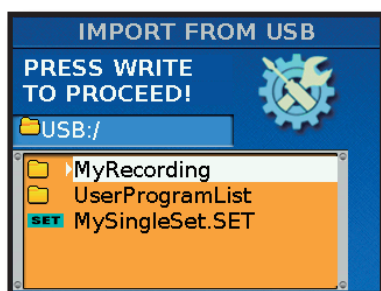 IMPORT FROM USB
PRESS WRITE
TO PROCEED!
USB:/
MyRecording
UserProgramList
SET MySingleSet.SET